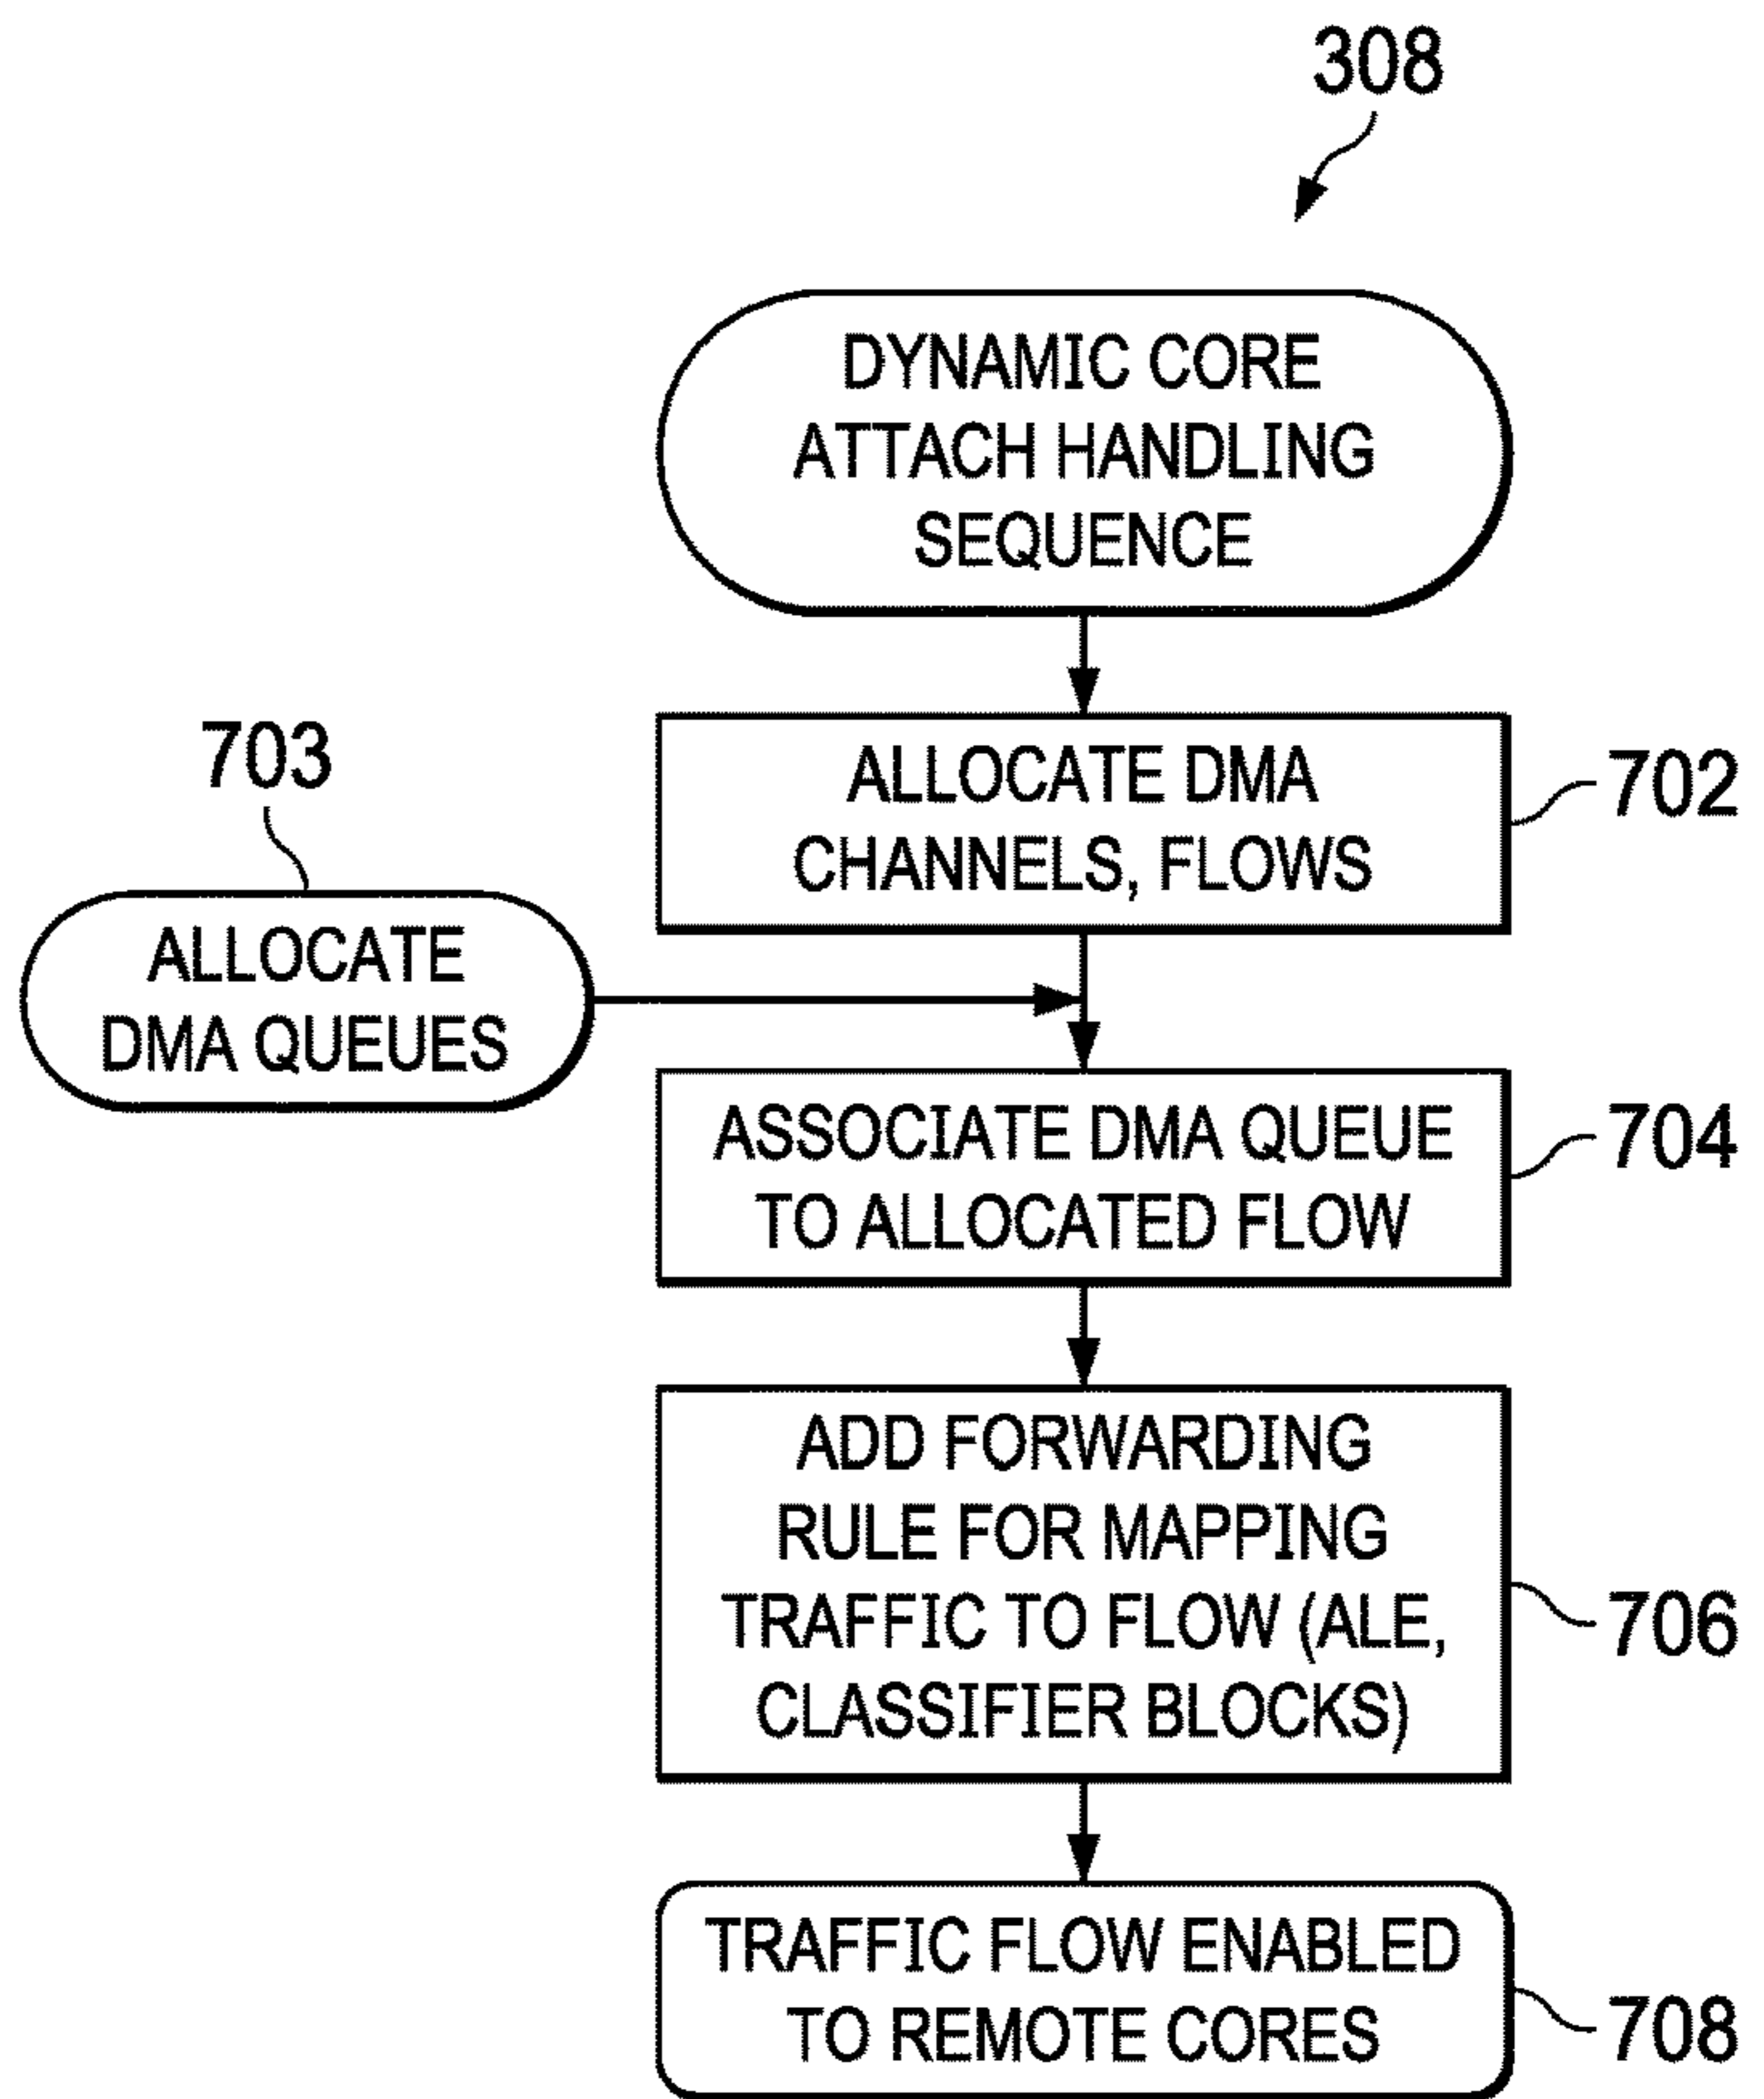 308
DYNAMIC CORE
ATTACH HANDLING
SEQUENCE
ALLOCATE DMA
CHANNELS, FLOWS
702
703
ALLOCATE
DMA QUEUES
ASSOCIATE DMA QUEUE
TO ALLOCATED FLOW
704
ADD FORWARDING
RULE FOR MAPPING
TRAFFIC TO FLOW (ALE,
CLASSIFIER BLOCKS)
706
TRAFFIC FLOW ENABLED
TO REMOTE CORES
708